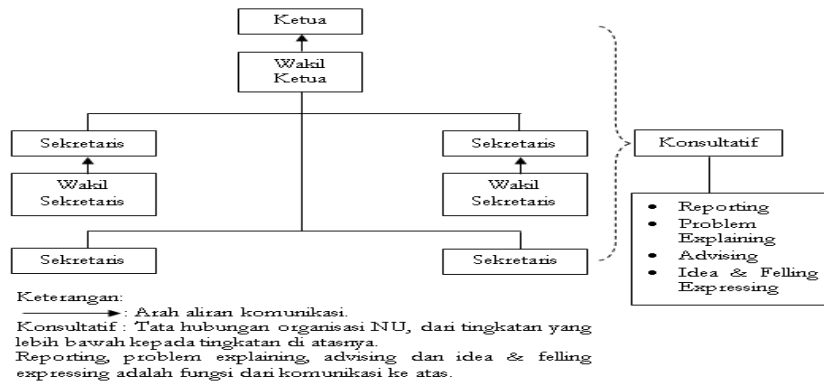 Ketua
Wakil
Ketua
Sekretaris
Sekretaris
Konsultatif
Wakil
Sekretaris
Wakil
Sekretaris
Sekretaris
Sekretaris
• Reporting
• Problem
Explaining
• Advising
• Idea & Felling
Expressing
Keterangan:
: Arah aliran komunikasi.
Konsultatif : Tata hubungan organisasi NU, dari tingkatan yang
lebih bawah kepada tingkatan di atasnya.
Reporting, problem explaining, advising dan idea & felling
expressing adalah fungsi dari komunikasi ke atas.